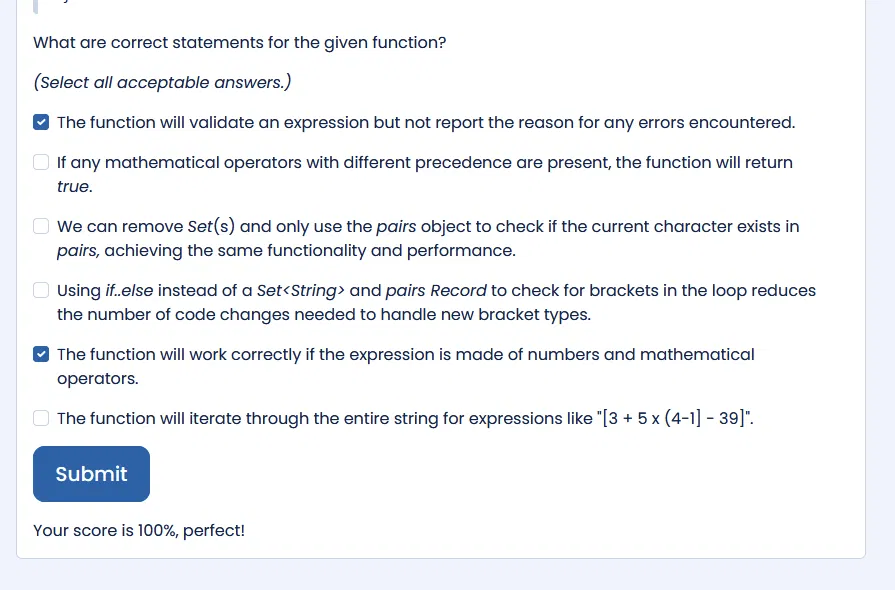 What are correct statements for the given function?
(Select all acceptable answers.)
The function will validate an expression but not report the reason for any errors encountered.
If any mathematical operators with different precedence are present, the function will return
true.
We can remove Set(s) and only use the pairs object to check if the current character exists in
pairs, achieving the same functionality and performance.
Using if..else instead of a Set<String> and pairs Record to check for brackets in the loop reduces
the number of code changes needed to handle new bracket types.
The function will work correctly if the expression is made of numbers and mathematical
operators.
The function will iterate through the entire string for expressions like "[3 + 5 x (4-1] - 39]".
Submit
Your score is 100%, perfect!